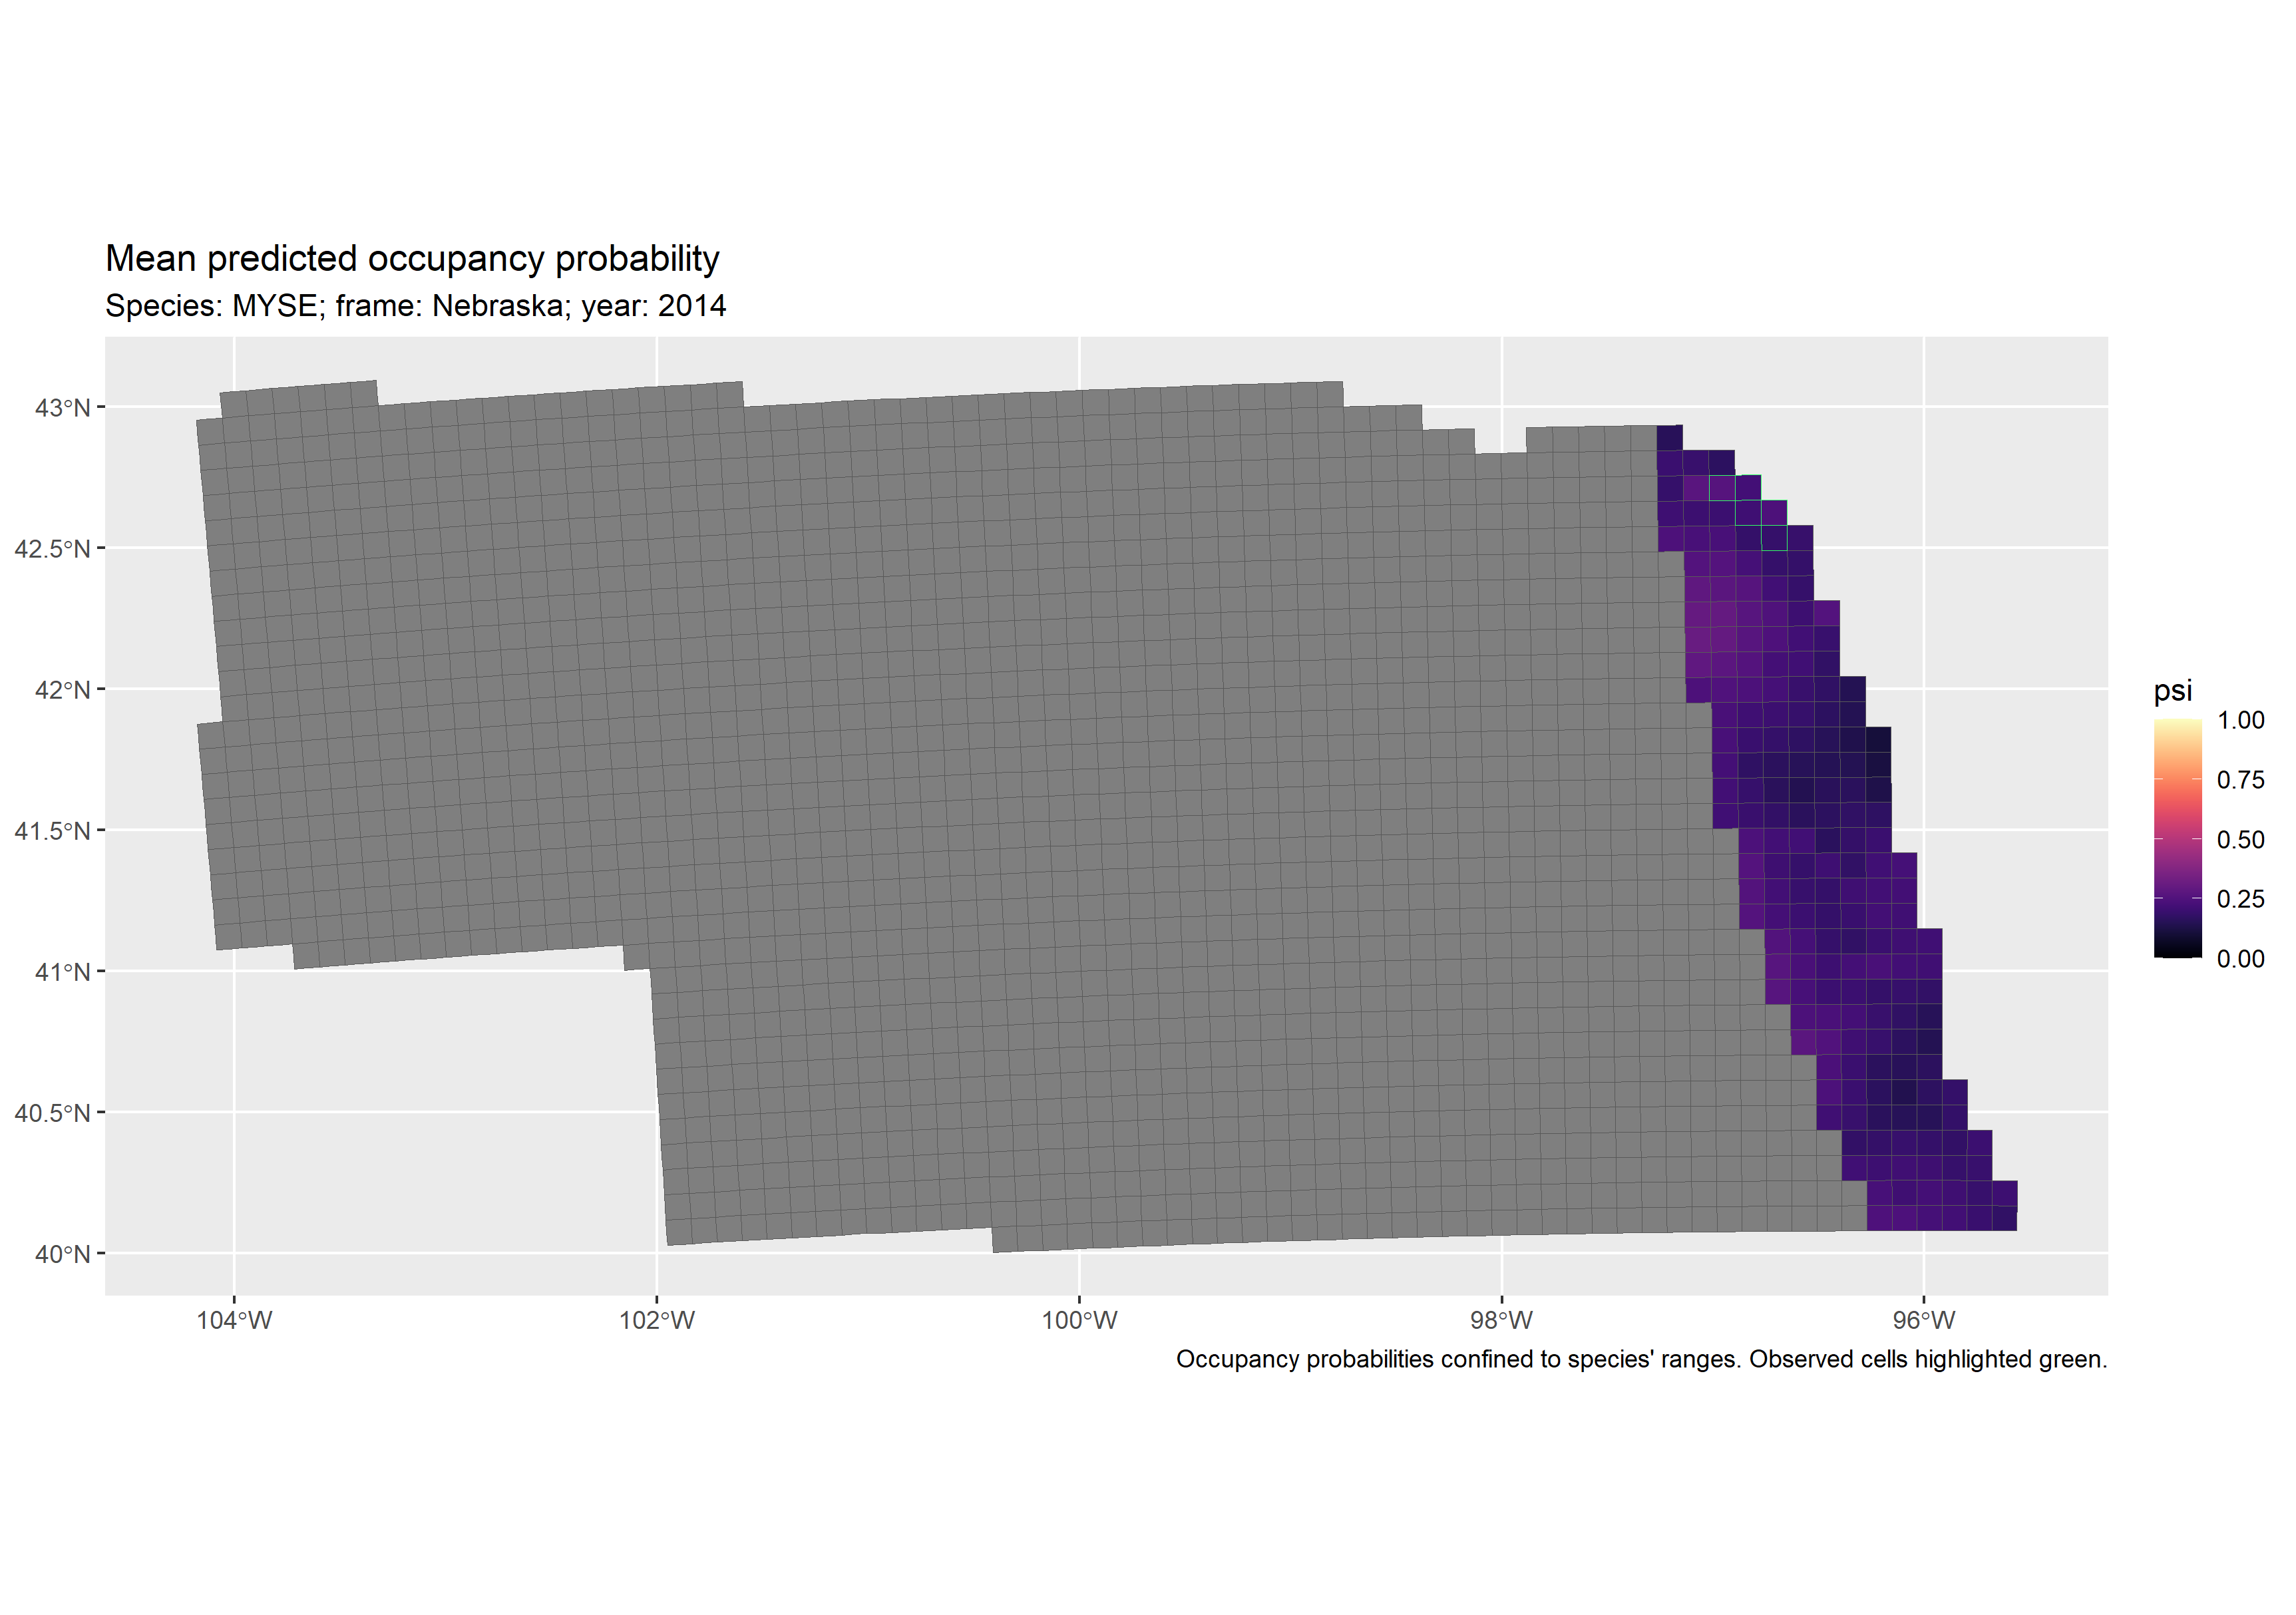 Mean predicted occupancy probability
Species: MYSE; frame: Nebraska; year: 2014
43°N
42.5°N
42°N
41.5°N
41°N
40.5°N
40°N
104°W
102°W
100°W
98°W
96°W
psi
1.00
0.75
0.50
0.25
0.00
Occupancy probabilities confined to species' ranges. Observed cells highlighted green.